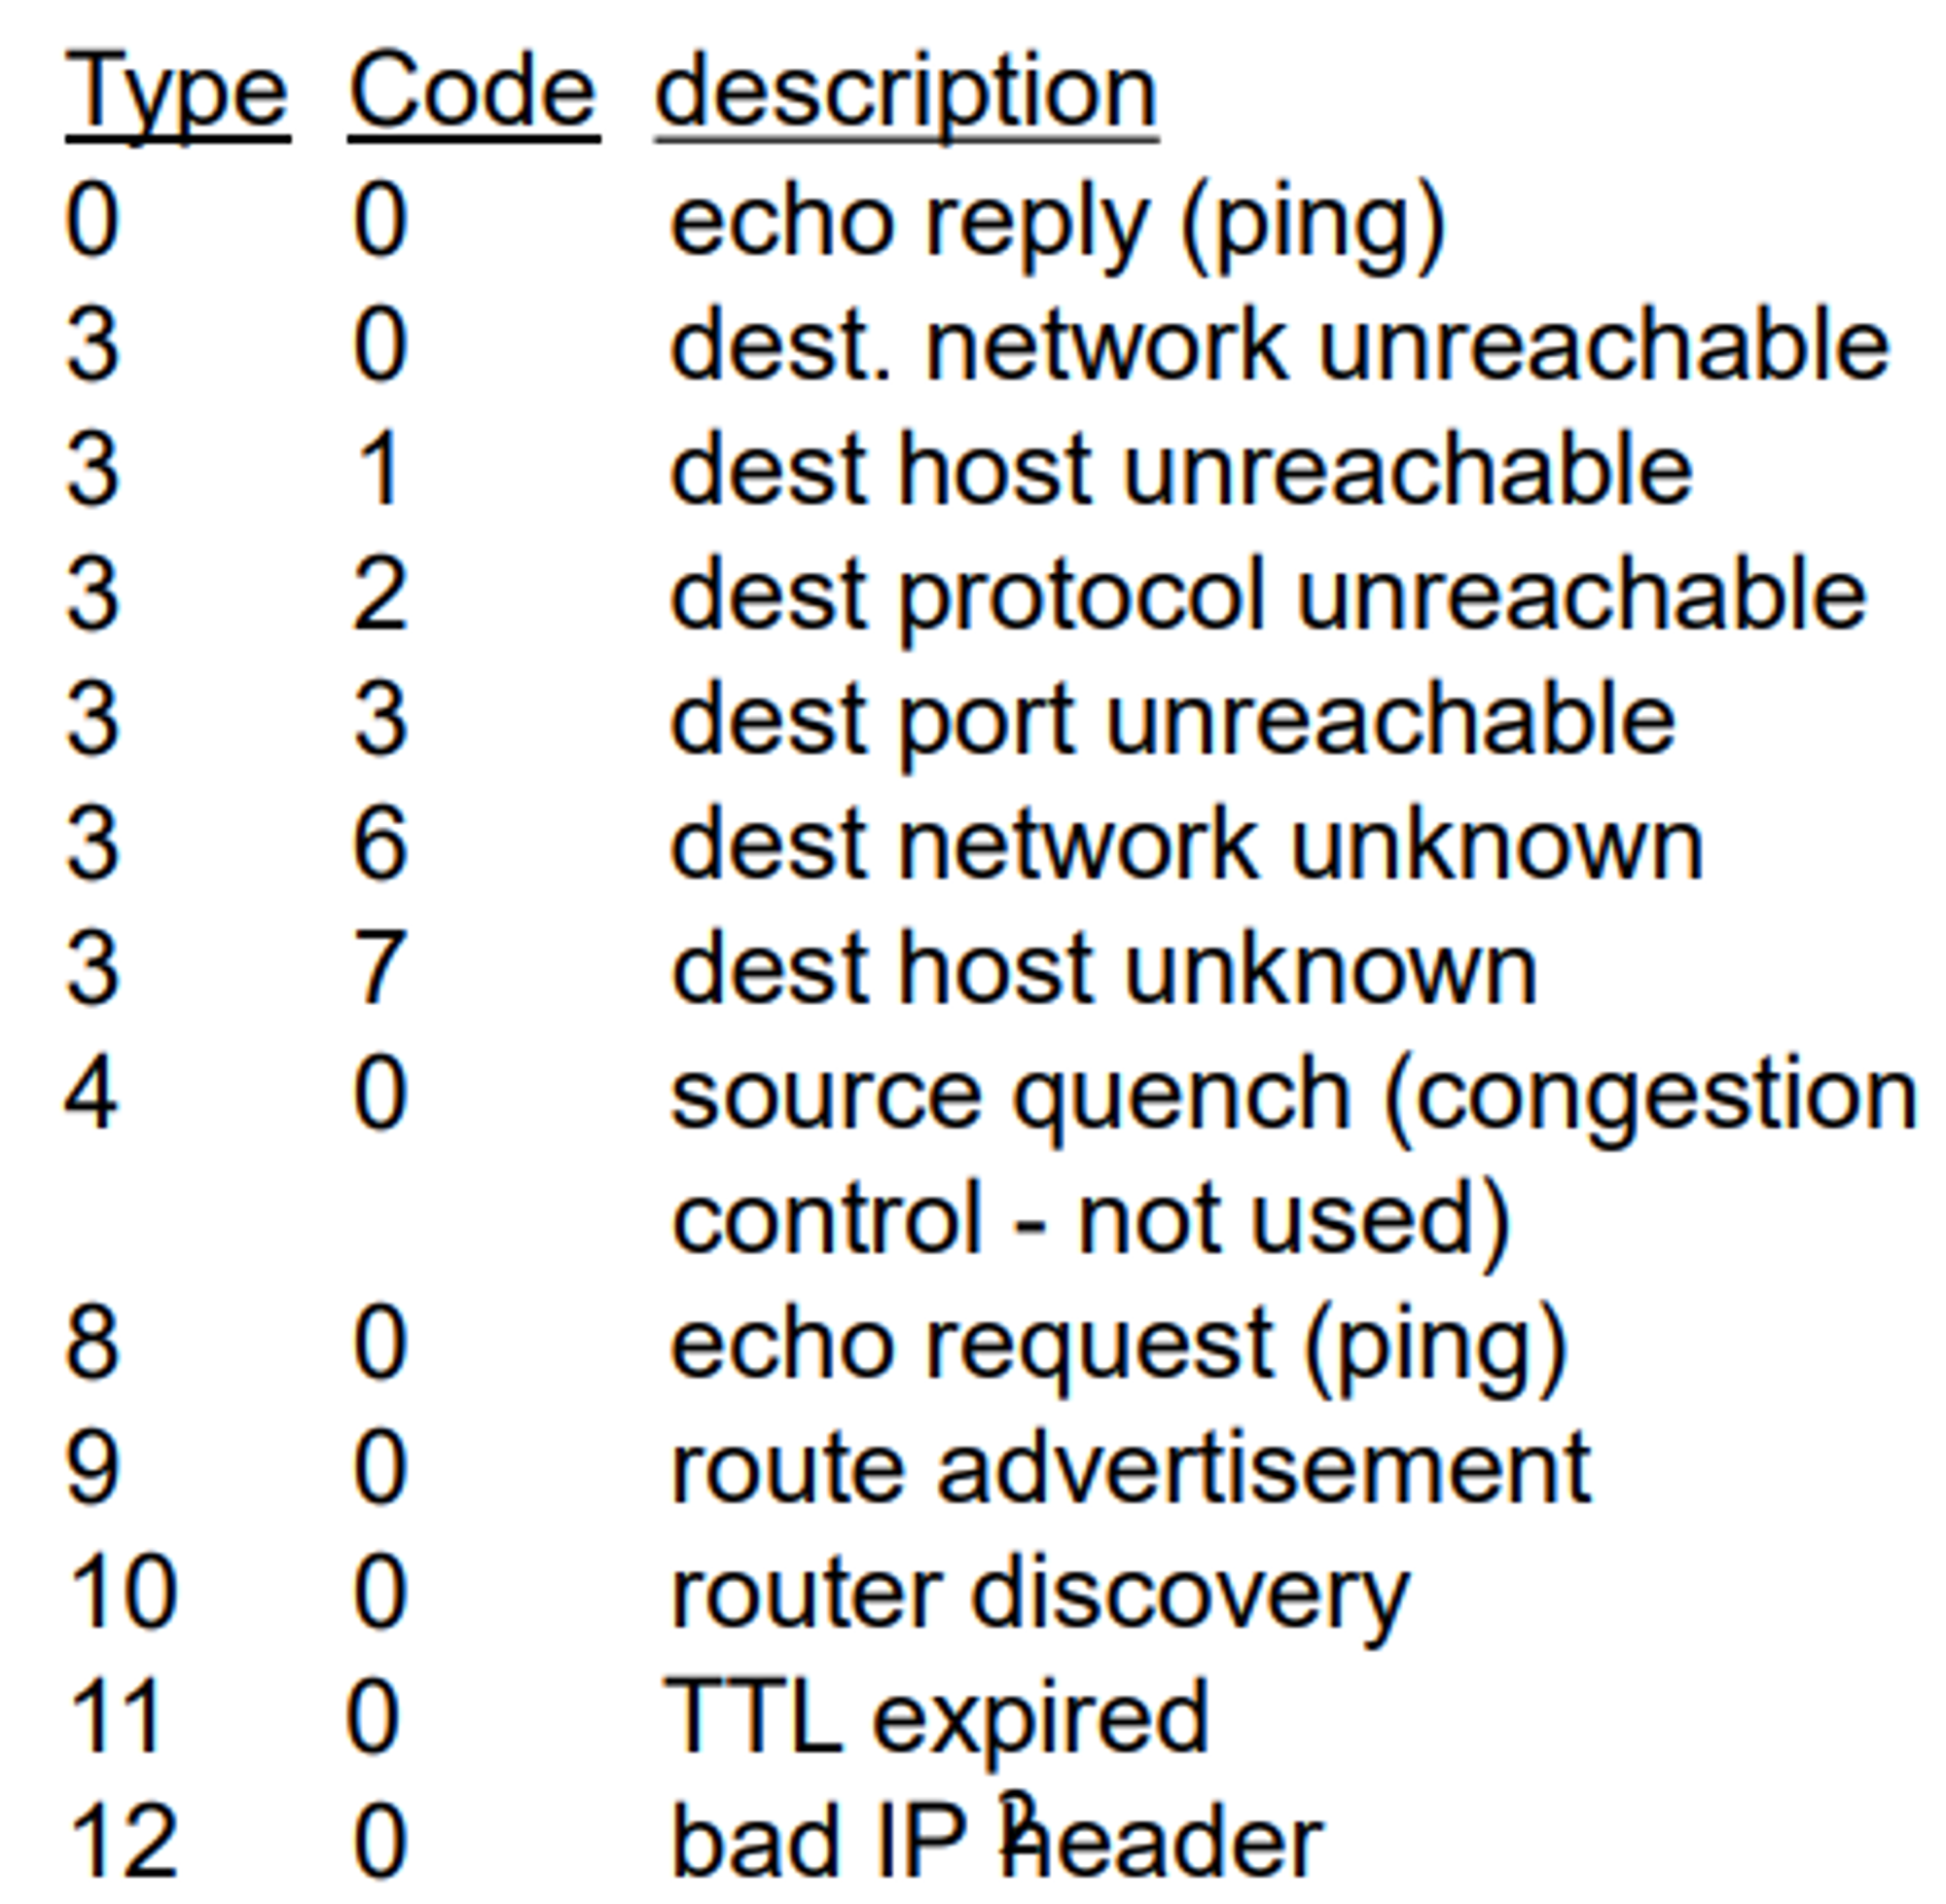 Type Code description
0 0 echo reply (ping)
3 0 dest. network unreachable
3 1 dest host unreachable
3 2 dest protocol unreachable
3 3 dest port unreachable
3 6 dest network unknown
3 7 dest host unknown
4 0 source quench (congestion
control - not used)
8 0 echo request (ping)
9 0 route advertisement
10 0 router discovery
11 0 TTL expired
2
12 0 bad IP header